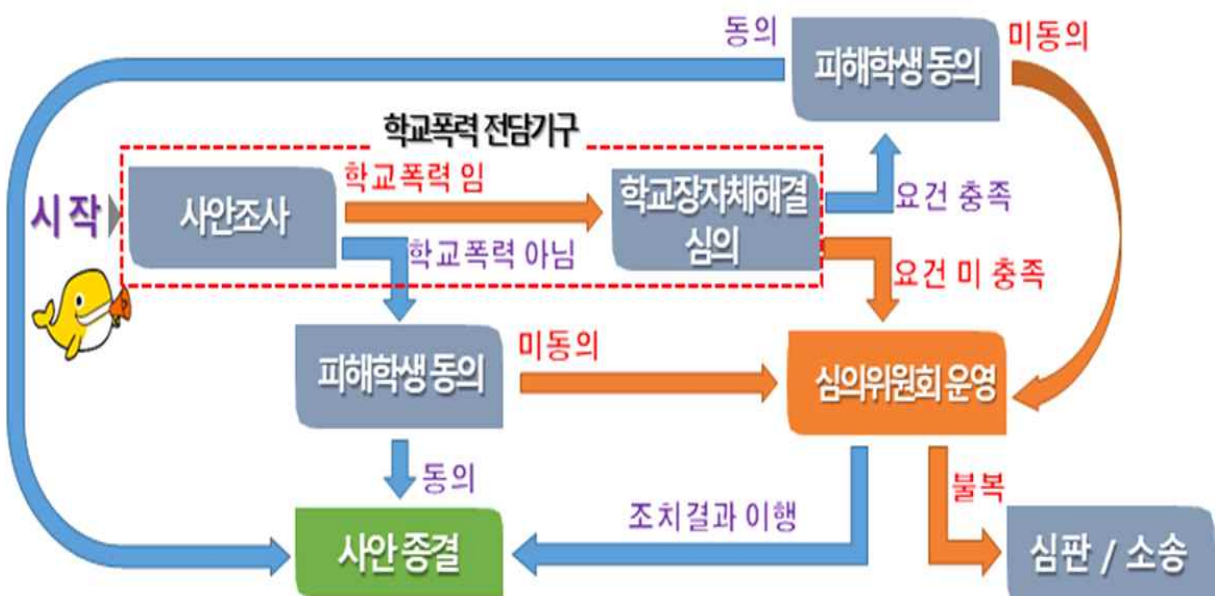 동의
피해학생 동의
미동의
학교폭력 전담기구
시작
사안조사
학교폭력 임
학교폭력 아님
학교장자체해결
심의
요건 충족
요건 미 충족
피해학생 동의
미동의
심의위원회 운영
동의
조치결과 이행
불복
사안 종결
심판 / 소송